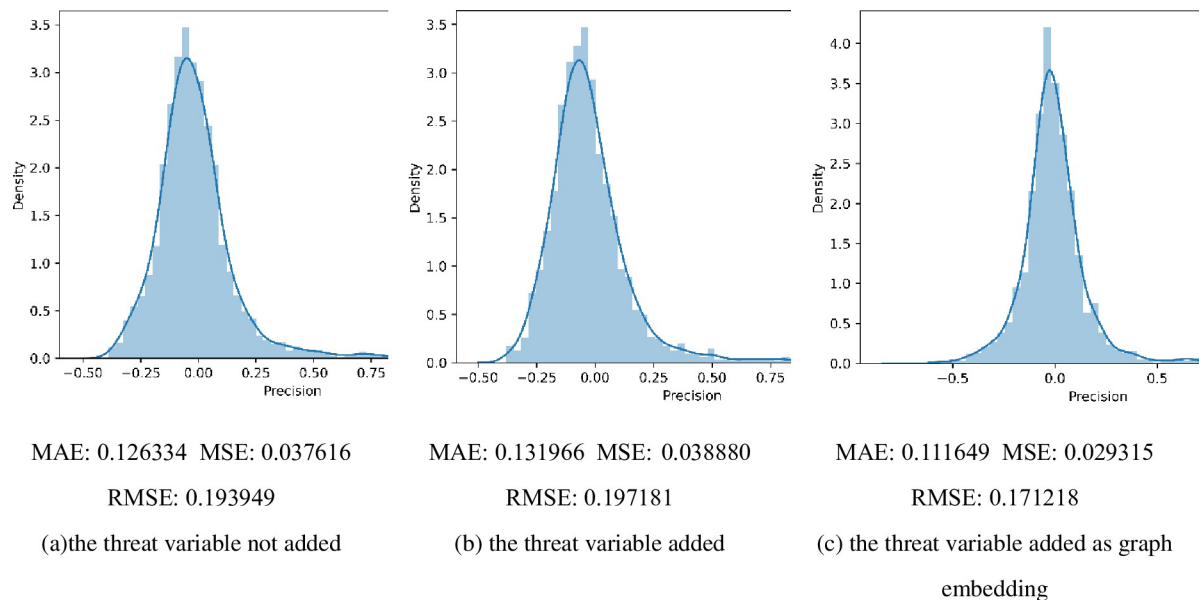 3.5
3.0
2.5
2.0
1.5
1.0
0.5
0.0
Density
−0.50 −0.25 0.00 0.25 0.50 0.75
Precision
MAE: 0.126334 MSE: 0.037616
RMSE: 0.193949
(a)the threat variable not added
3.5
3.0
2.5
2.0
1.5
1.0
0.5
0.0
Density
−0.50 −0.25 0.00 0.25 0.50 0.75
Precision
MAE: 0.131966 MSE: 0.038880
RMSE: 0.197181
(b) the threat variable added
4.0
3.5
3.0
2.5
2.0
1.5
1.0
0.5
0.0
Density
−0.5 0.0 0.5
Precision
MAE: 0.111649 MSE: 0.029315
RMSE: 0.171218
(c) the threat variable added as graph
embedding